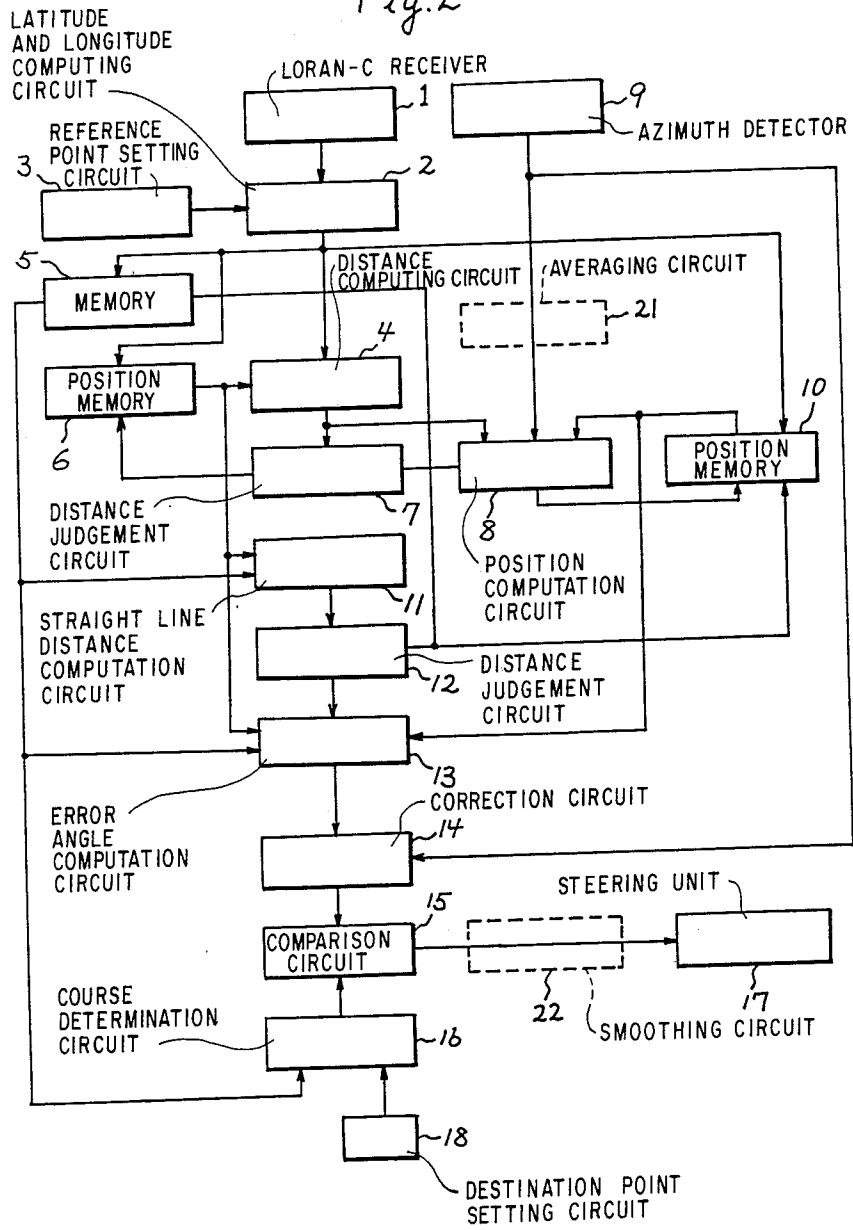 Fig. 2
LATITUDE
AND LONGITUDE
COMPUTING
CIRCUIT
LORAN-C RECEIVER
1
9
AZIMUTH DETECTOR
REFERENCE
POINT SETTING
CIRCUIT
3
2
5
MEMORY
DISTANCE
COMPUTING CIRCUIT
AVERAGING CIRCUIT
21
4
POSITION
MEMORY
6
10
POSITION
MEMORY
7
8
DISTANCE
JUDGEMENT
CIRCUIT
POSITION
COMPUTATION
CIRCUIT
11
STRAIGHT LINE
DISTANCE
COMPUTATION
CIRCUIT
12
DISTANCE
JUDGEMENT
CIRCUIT
13
ERROR
ANGLE
COMPUTATION
CIRCUIT
CORRECTION CIRCUIT
14
STEERING UNIT
15
COMPARISON
CIRCUIT
22
17
SMOOTHING CIRCUIT
COURSE
DETERMINATION
CIRCUIT
16
18
DESTINATION POINT
SETTING CIRCUIT